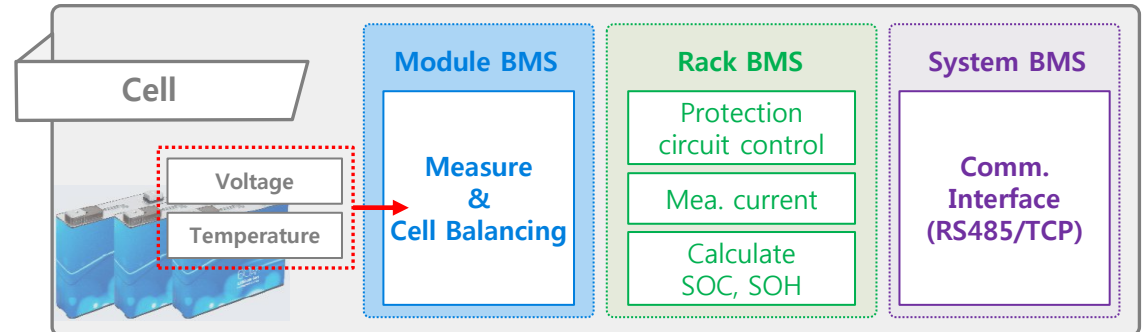 Cell
Voltage
Temperature
Module BMS
Measure
&
Cell Balancing
Rack BMS
Protection
circuit control
Mea. current
Calculate
SOC, SOH
System BMS
Comm.
Interface
(RS485/TCP)